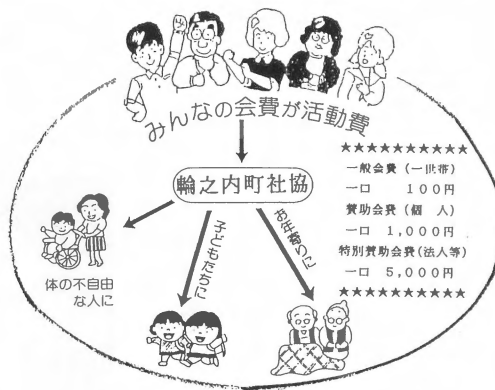 みんなの会費が活動費
輪之内町社協
★★★★★★★★★★
一般会費(一世帯)
一口 100円
賛助会費(個 人)
一口 1,000円
特別賛助会費(法人等)
一口 5,000円
★★★★★★★★★★
体の不自由
な人に
子どもたちに
お年寄りに